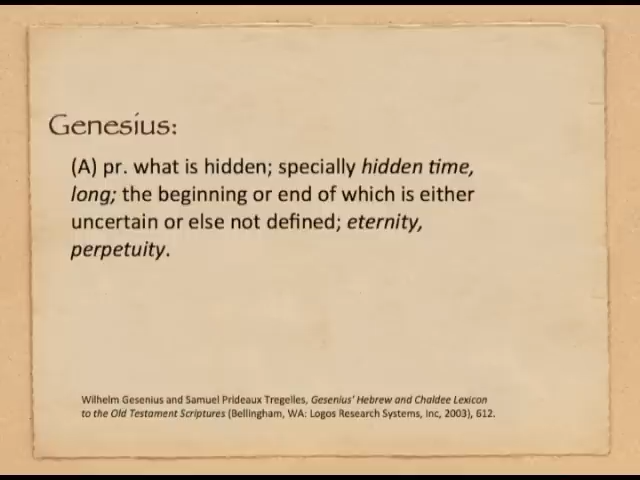 Genesius:
(A) pr. what is hidden; specially hidden time,
long; the beginning or end of which is either
uncertain or else not defined; eternity,
perpetuity.
Wilhelm Gesenius and Samuel Prideaux Tregelles, Gesenius' Hebrew and Chaldee Lexicon
to the Old Testament Scriptures (Bellingham, WA: Logos Research Systems, Inc, 2003), 612.